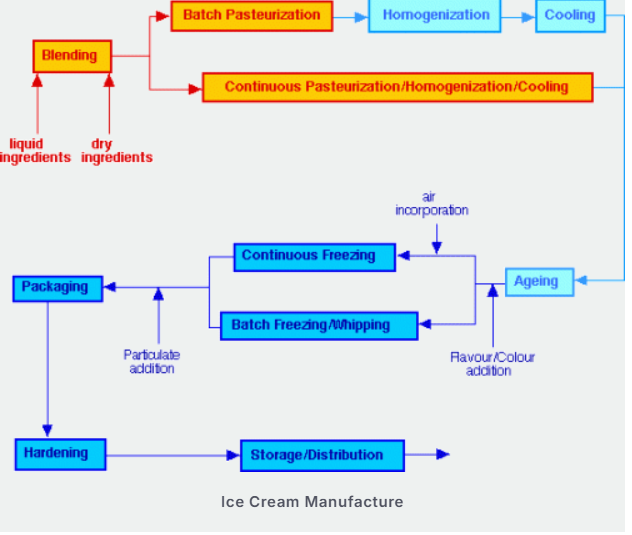 Batch Pasteurization
Homogenization
Cooling
Blending
Continuous Pasteurization/Homogenization/Cooling
liquid
ingredients
dry
ingredients
air
incorporation
Continuous Freezing
Ageing
Packaging
Batch Freezing/Whipping
Particulate
addition
Flavour/Colour
addition
Hardening
Storage/Distribution
Ice Cream Manufacture